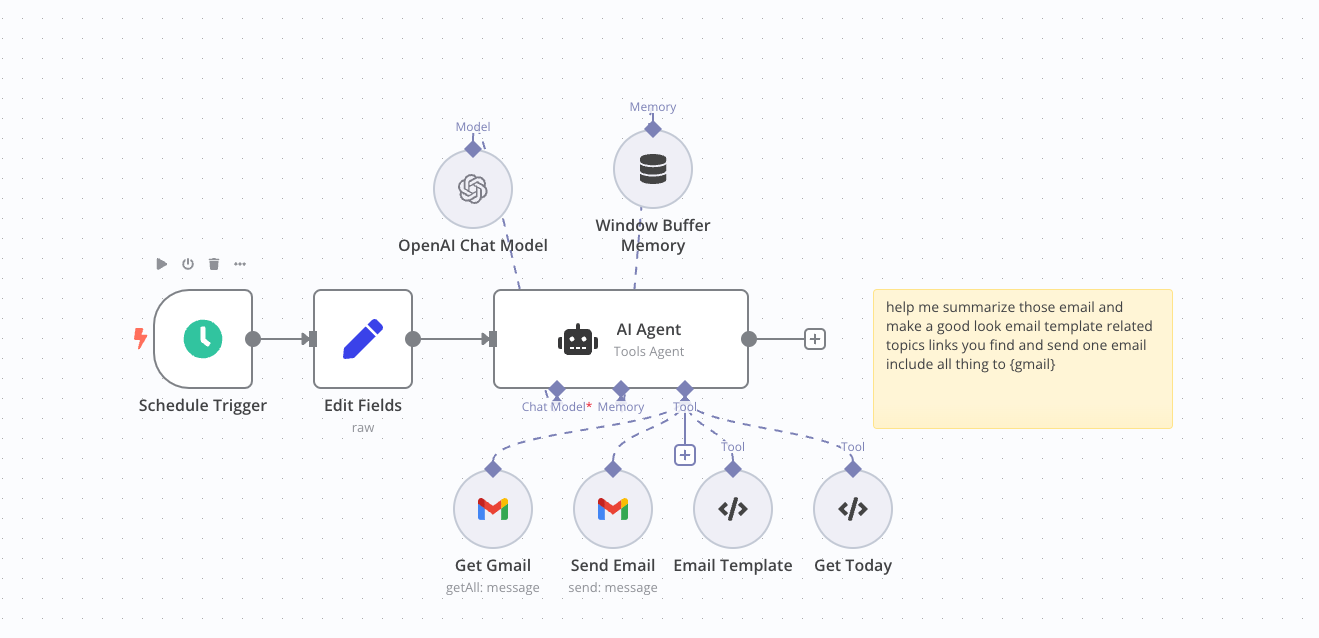 Memory
Model
Window Buffer
Memory
OpenAI Chat Model
help me summarize those email and
make a good look email template related
topics links you find and send one email
include all thing to {gmail}
AI Agent
Tools Agent
Schedule Trigger
Edit Fields
raw
Chat Model* Memory Tool
Tool Tool
Get Gmail
getAll: message
Send Email
send: message
Email Template
Get Today